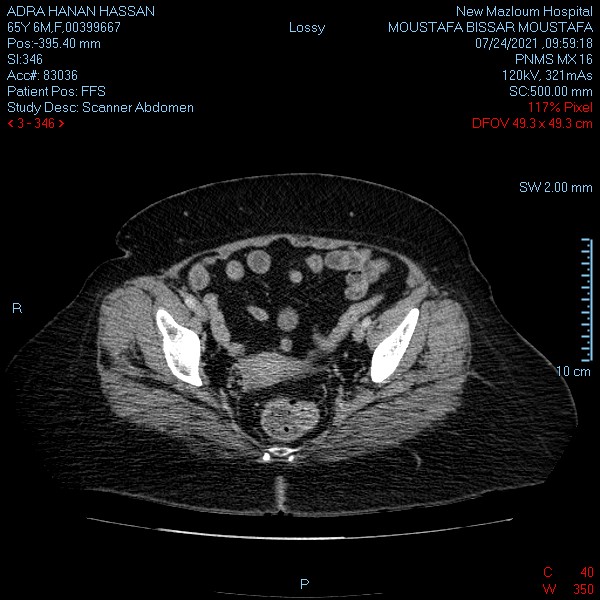 ADRA HANAN HASSAN
65Y 6M,F,00399667
Pos:-395.40 mm
SI:346
Acc#: 83036
Patient Pos: FFS
Study Desc: Scanner Abdomen
< 3 - 346 >
Lossy
New Mazloum Hospital
MOUSTAFA BISSAR MOUSTAFA
07/24/2021 ,09:59:18
PNMS MX 16
120kV, 321mAs
SC:500.00 mm
117% Pixel
DFOV 49.3 x 49.3 cm
SW 2.00 mm
R
10 cm
P
C 40
W 350